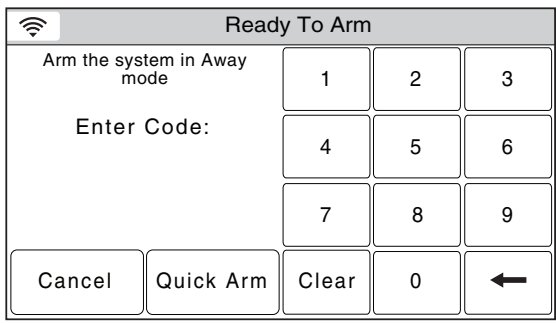 Ready To Arm
Arm the system in Away
mode
Enter Code:
1 2 3
4 5 6
7 8 9
Cancel Quick Arm Clear 0